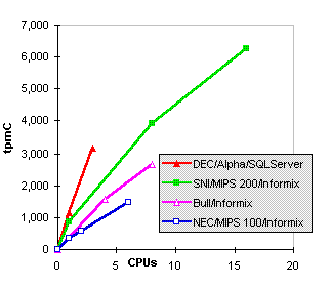 7,000
6,000
5,000
4,000
3,000
2,000
1,000
0
tpmC
DEC/Alpha/SQLServer
SNI/MIPS 200/Informix
Bull/Informix
NEC/MIPS 100/Informix
0 5 10 15 20
CPUs